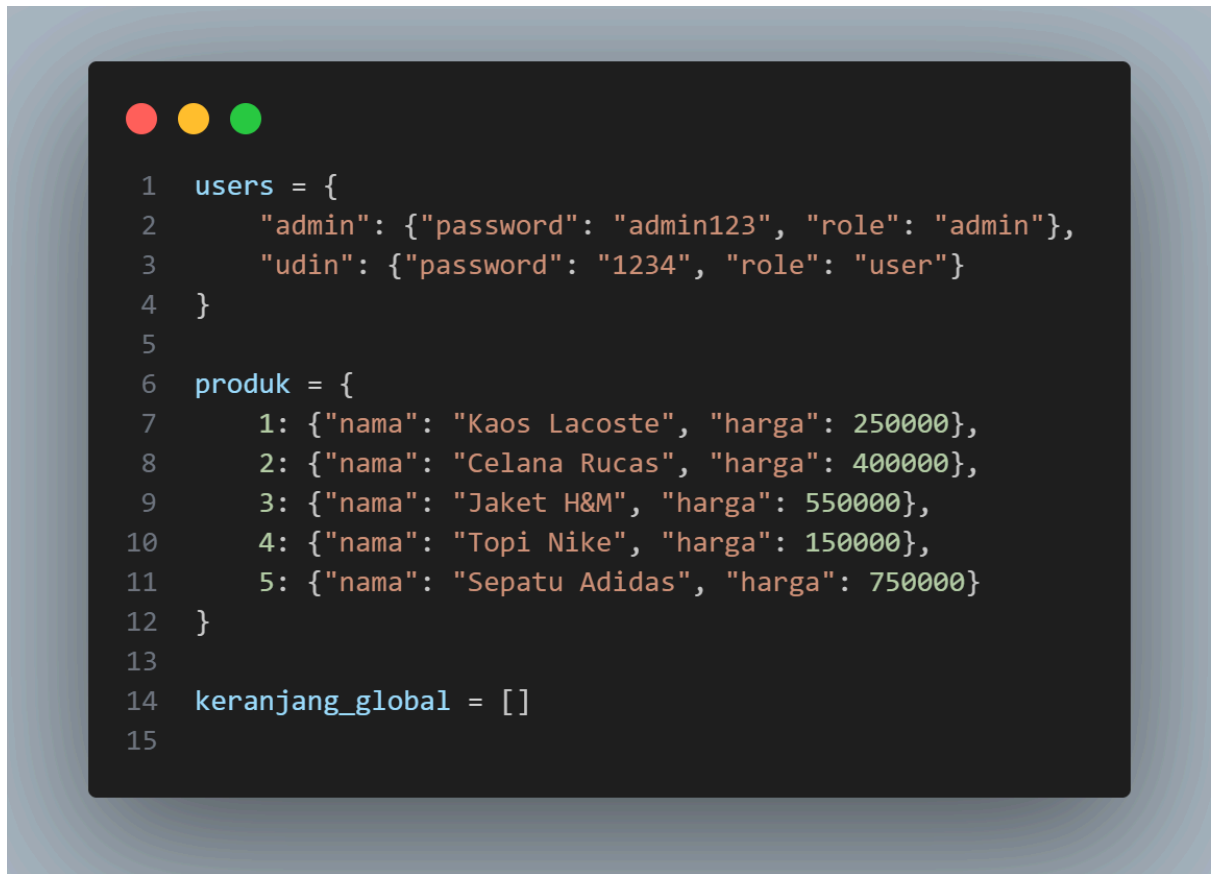 1 users = {
2     "admin": {"password": "admin123", "role": "admin"},
3     "udin": {"password": "1234", "role": "user"}
4 }
5
6 produk = {
7     1: {"nama": "Kaos Lacoste", "harga": 250000},
8     2: {"nama": "Celana Rucas", "harga": 400000},
9     3: {"nama": "Jaket H&M", "harga": 550000},
10     4: {"nama": "Topi Nike", "harga": 150000},
11     5: {"nama": "Sepatu Adidas", "harga": 750000}
12 }
13
14 keranjang_global = []
15